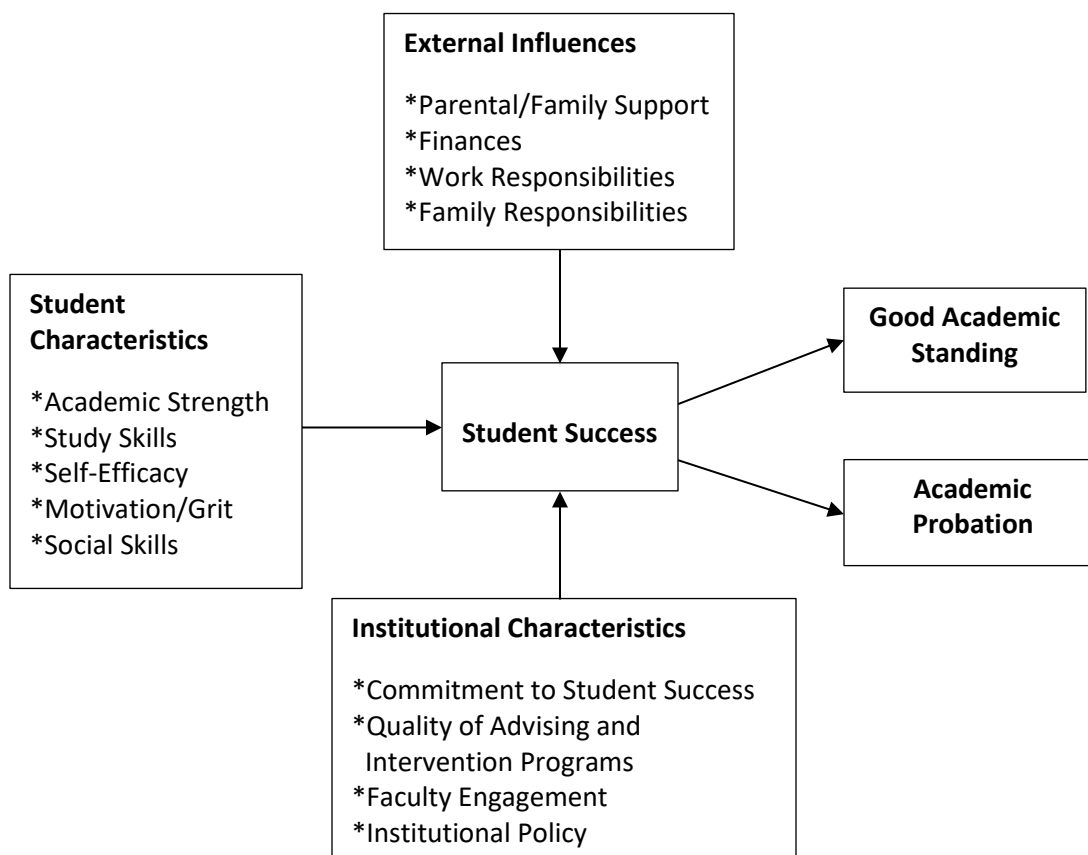 External Influences
*Parental/Family Support
*Finances
*Work Responsibilities
*Family Responsibilities
Student
Characteristics
*Academic Strength
*Study Skills
*Self-Efficacy
*Motivation/Grit
*Social Skills
Student Success
Good Academic
Standing
Academic
Probation
Institutional Characteristics
*Commitment to Student Success
*Quality of Advising and
Intervention Programs
*Faculty Engagement
*Institutional Policy